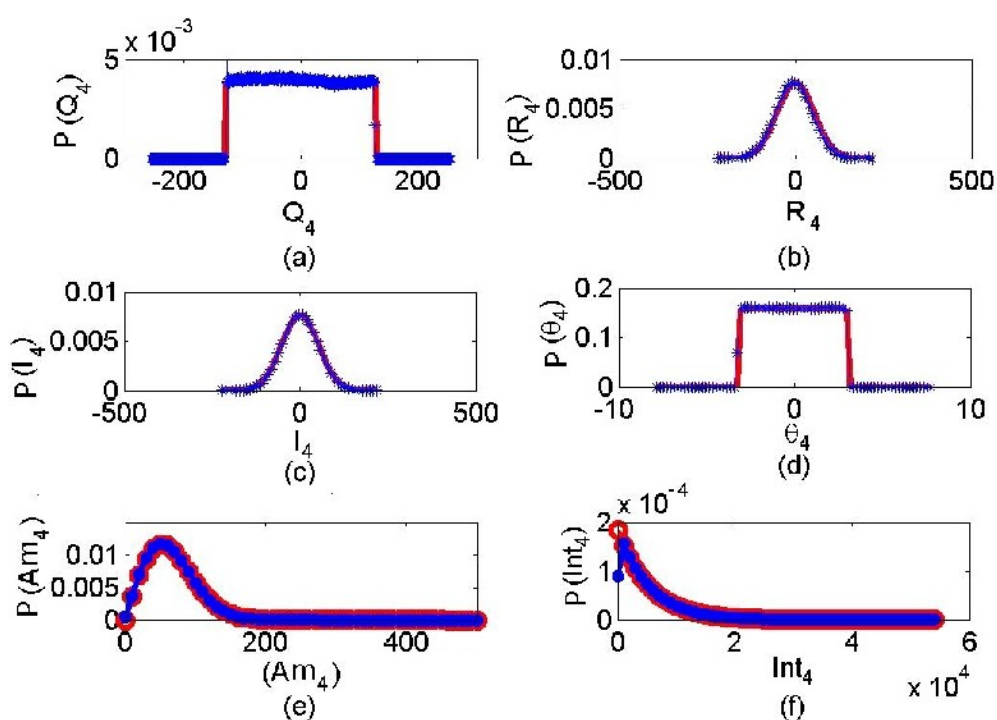 x 10⁻³
5
0
P (Q₄)
-200 0 200
Q₄
(a)
0.01
0.005
0
P (R₄)
-500 0 500
R₄
(b)
0.01
0.005
0
P (I₄)
-500 0 500
I₄
(c)
0.2
0.1
0
P (θ₄)
-10 0 10
θ₄
(d)
0.01
0.005
0
P (Am₄)
0 200 400
(Am₄)
(e)
x 10⁻⁴
2
1
0
P (Int₄)
0 2 4 6
Int₄
x 10⁴
(f)